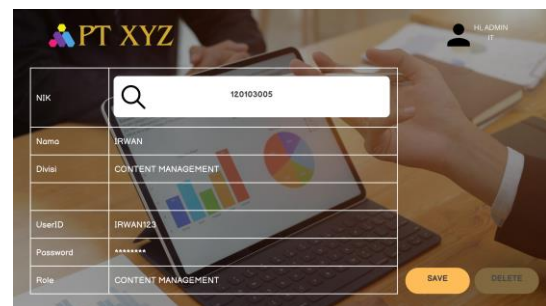 PT XYZ
HI, ADMIN
IT
NIK
120103005
Nama IRWAN
Divisi CONTENT MANAGEMENT
UserID IRWAN123
Password ********
Role CONTENT MANAGEMENT
SAVE DELETE